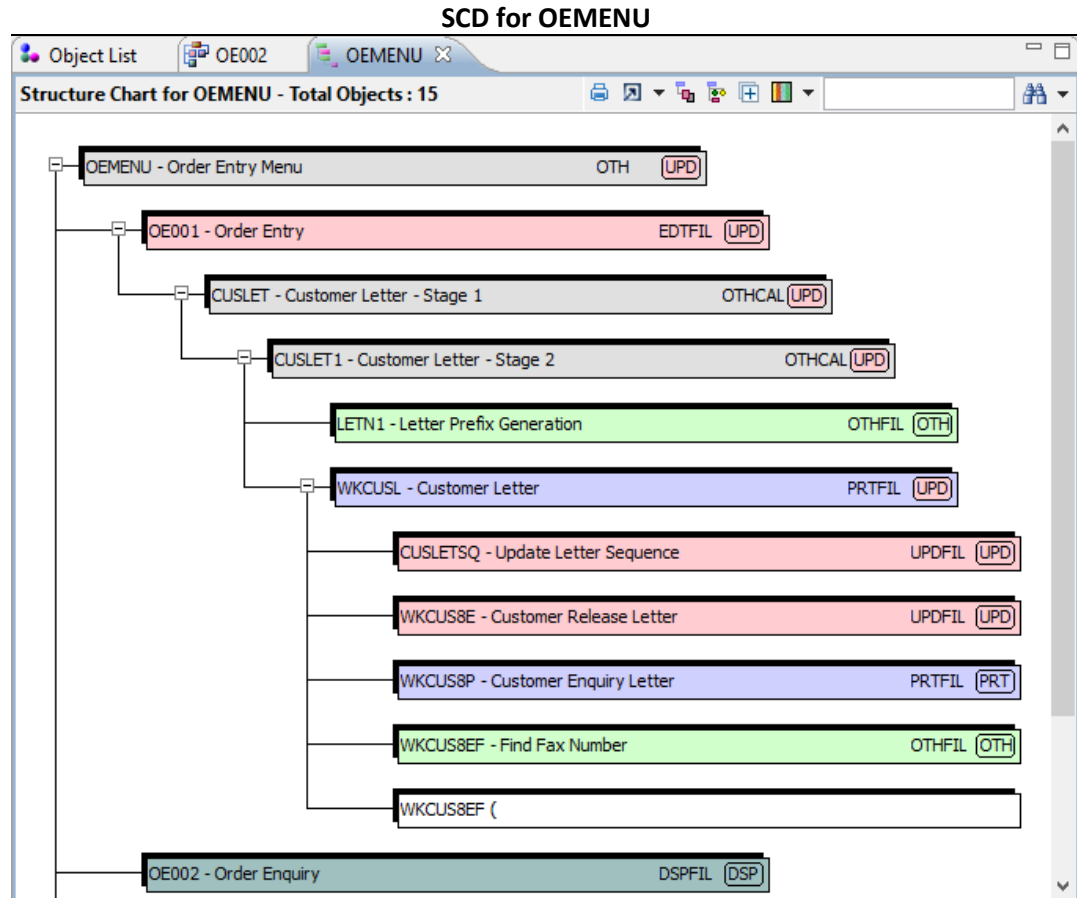 SCD for OEMENU
Object List OE002 OEMENU
Structure Chart for OEMENU - Total Objects : 15
OEMENU - Order Entry Menu OTH UPD
OE001 - Order Entry EDTFIL UPD
CUSLET - Customer Letter - Stage 1 OTHCAL UPD
CUSLET1 - Customer Letter - Stage 2 OTHCAL UPD
LETN1 - Letter Prefix Generation OTHFIL OTH
WKCUSL - Customer Letter PRTFIL UPD
CUSLETSQ - Update Letter Sequence UPDFIL UPD
WKCUS8E - Customer Release Letter UPDFIL UPD
WKCUS8P - Customer Enquiry Letter PRTFIL PRT
WKCUS8EF - Find Fax Number OTHFIL OTH
WKCUS8EF (
OE002 - Order Enquiry DSPFIL DSP